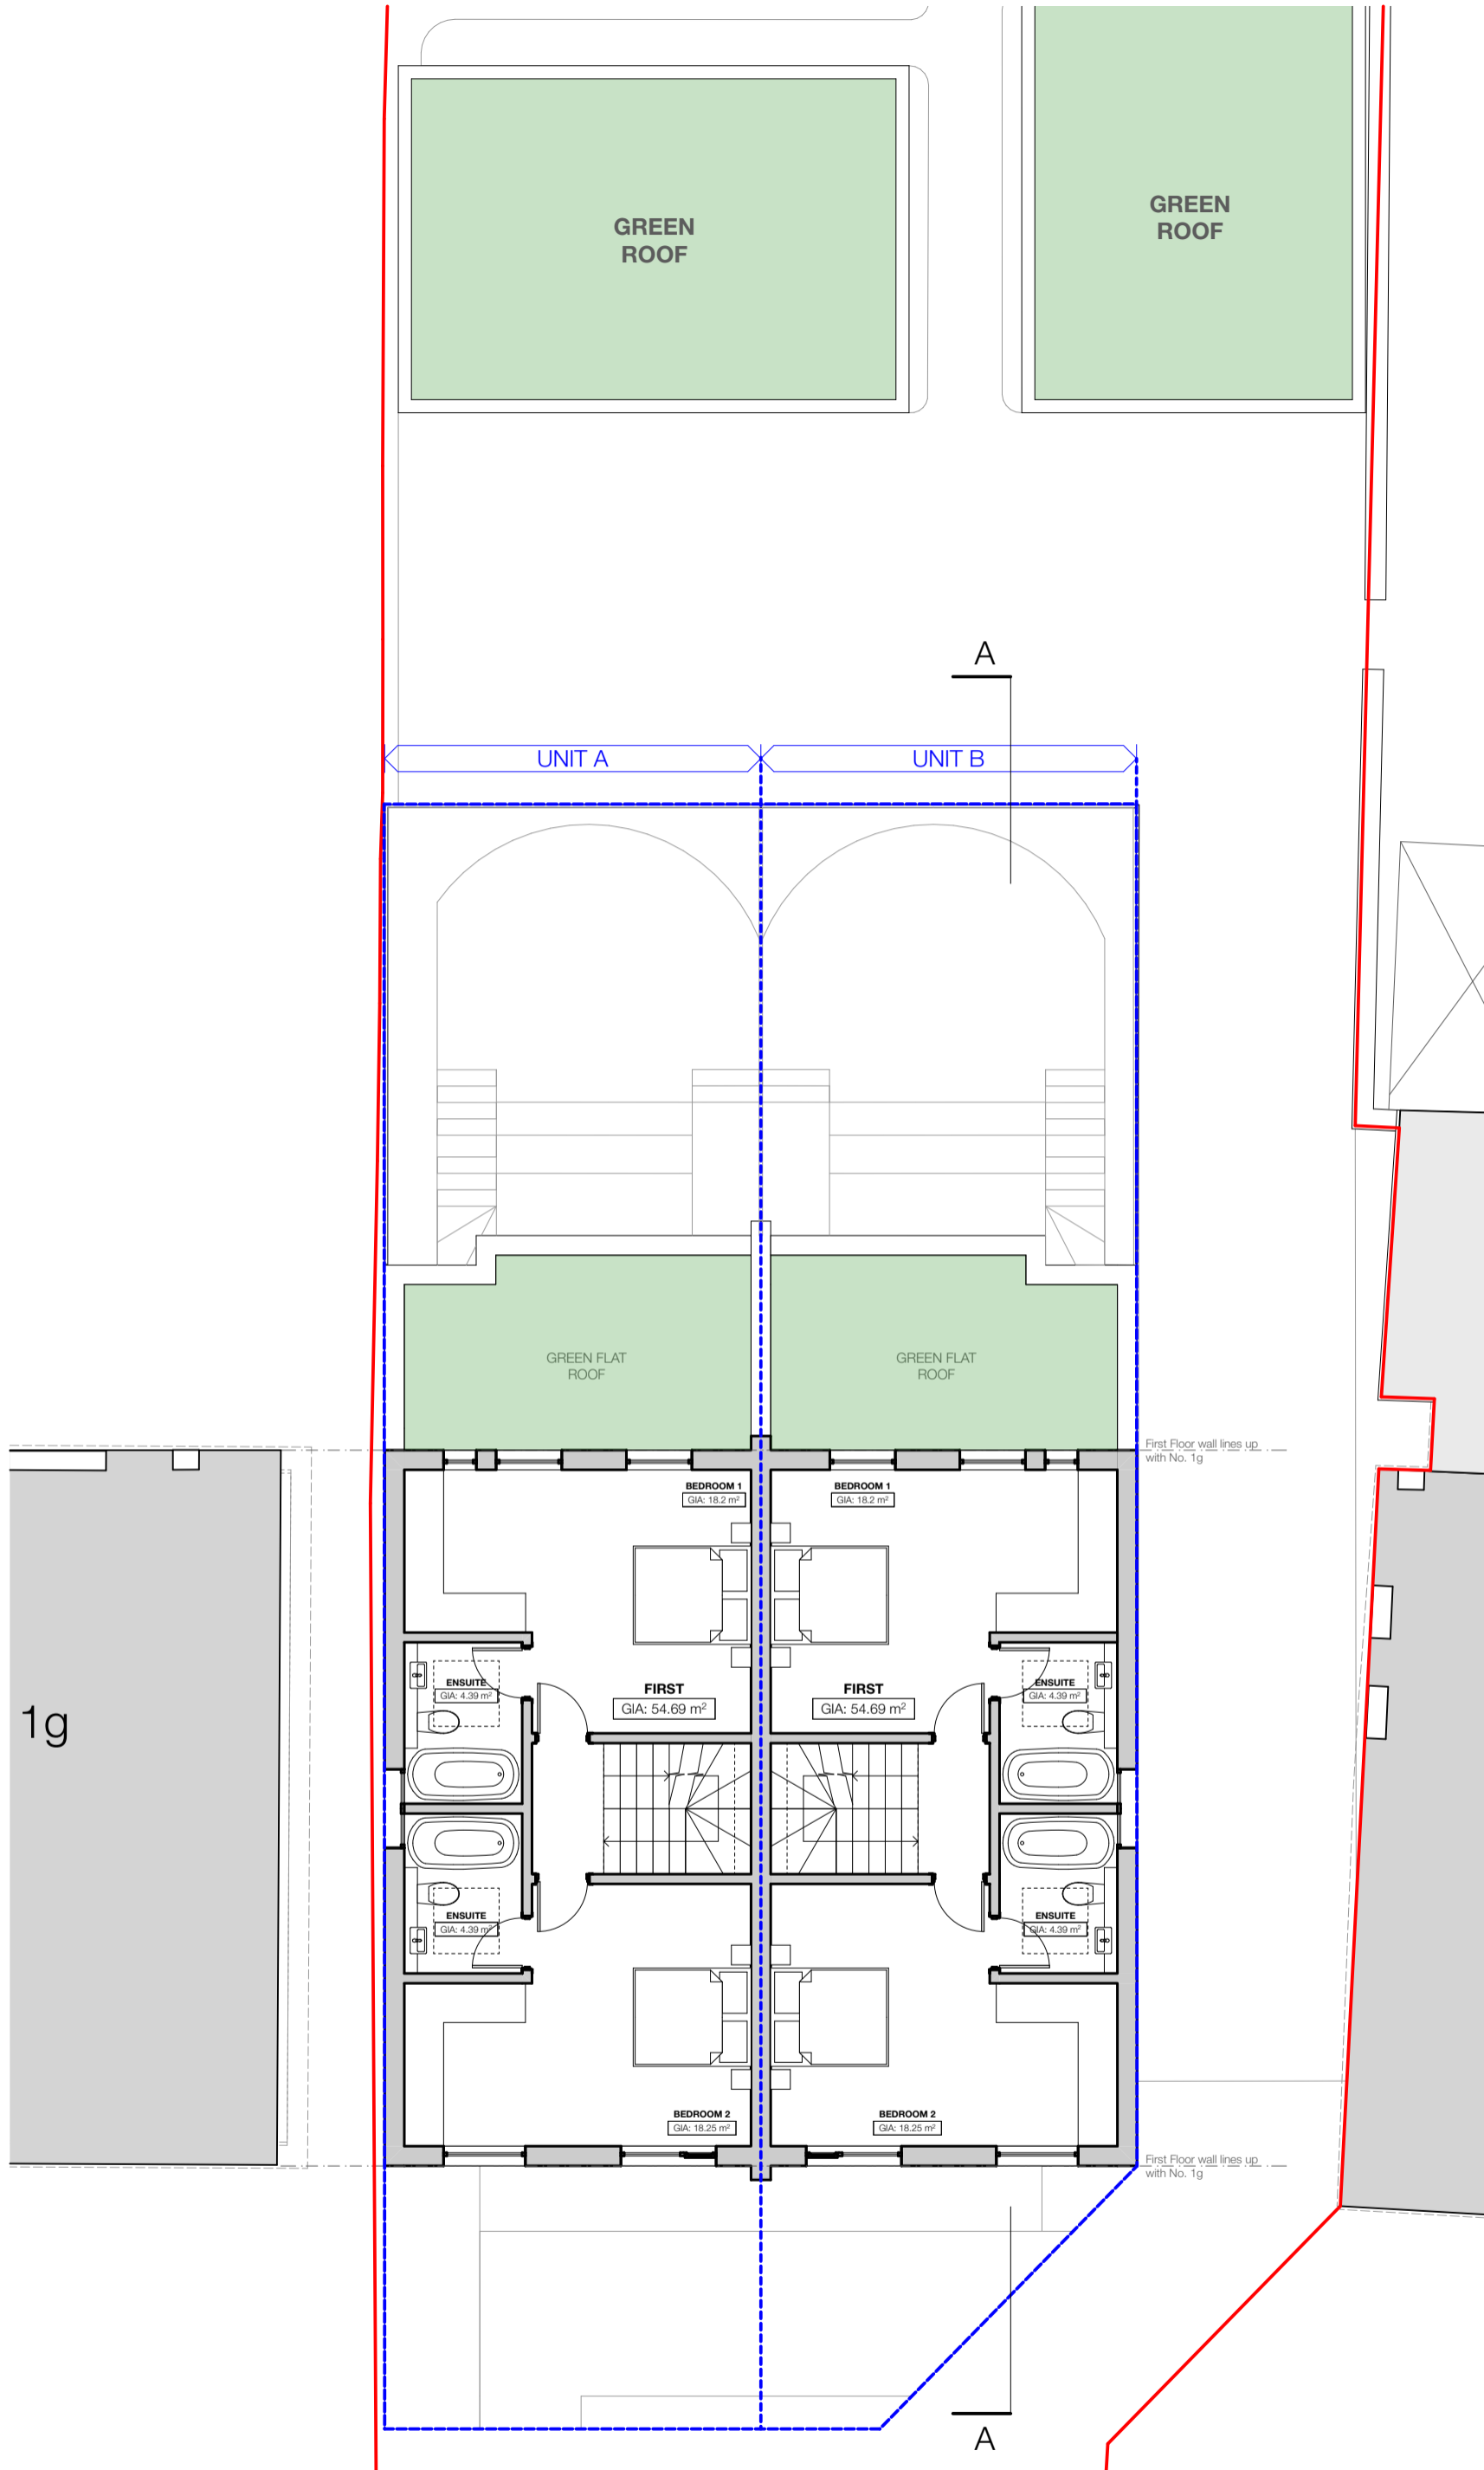 GREEN
ROOF
GREEN
ROOF
A
UNIT A
UNIT B
GREEN FLAT
ROOF
GREEN FLAT
ROOF
First Floor wall lines up
with No. 1g
BEDROOM 1
GIA: 18.2 m²
BEDROOM 1
GIA: 18.2 m²
ENSUITE
GIA: 4.39 m²
FIRST
GIA: 54.69 m²
FIRST
GIA: 54.69 m²
ENSUITE
GIA: 4.39 m²
1g
ENSUITE
GIA: 4.39 m²
ENSUITE
GIA: 4.39 m²
BEDROOM 2
GIA: 18.25 m²
BEDROOM 2
GIA: 18.25 m²
First Floor wall lines up
with No. 1g
A